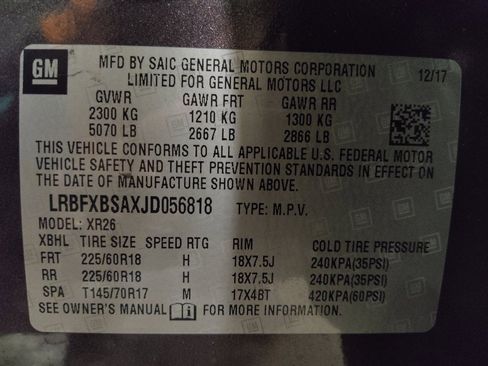 GM MFD BY SAIC GENERAL MOTORS CORPORATION 12/17
LIMITED FOR GENERAL MOTORS LLC
GVWR GAWR FRT GAWR RR
2300 KG 1210 KG 1300 KG
5070 LB 2667 LB 2866 LB
THIS VEHICLE CONFORMS TO ALL APPLICABLE U.S. FEDERAL MOTOR
VEHICLE SAFETY AND THEFT PREVENTION STANDARDS IN EFFECT ON
THE DATE OF MANUFACTURE SHOWN ABOVE.
LRBFXBSAXJD056818 TYPE: M.P.V.
MODEL: XR26
XBHL TIRE SIZE SPEED RTG RIM COLD TIRE PRESSURE
FRT 225/60R18 H 18X7.5J 240KPA(35PSI)
RR 225/60R18 H 18X7.5J 240KPA(35PSI)
SPA T145/70R17 M 17X4BT 420KPA(60PSI)
SEE OWNER'S MANUAL FOR MORE INFORMATION.